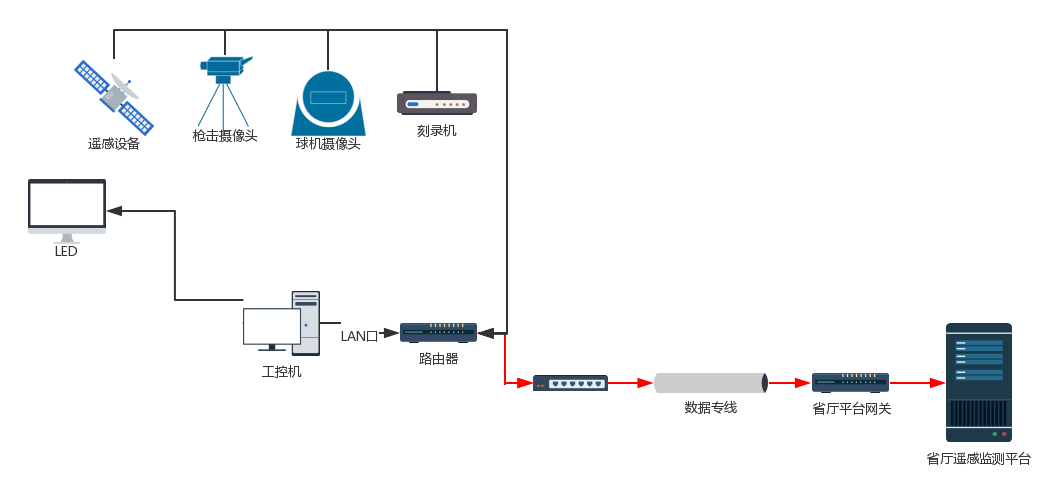 遥感设备
枪击摄像头
球机摄像头
刻录机
LED
LAN口
工控机
路由器
数据专线
省厅平台网关
省厅遥感监测平台